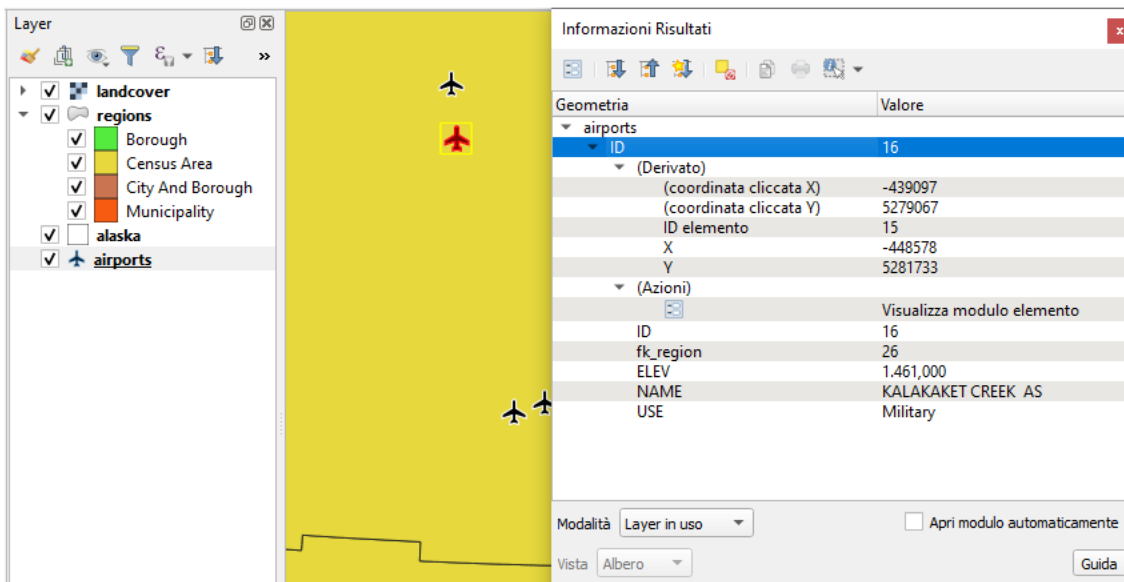 Layer
»
landcover
regions
Borough
Census Area
City And Borough
Municipality
alaska
airports
Informazioni Risultati
x
Geometria Valore
airports
ID 16
(Derivato)
(coordinata cliccata X) -439097
(coordinata cliccata Y) 5279067
ID elemento 15
X -448578
Y 5281733
(Azioni)
Visualizza modulo elemento
ID 16
fk_region 26
ELEV 1.461,000
NAME KALAKAKET CREEK AS
USE Military
Modalità Layer in uso Apri modulo automaticamente
Vista Albero Guida